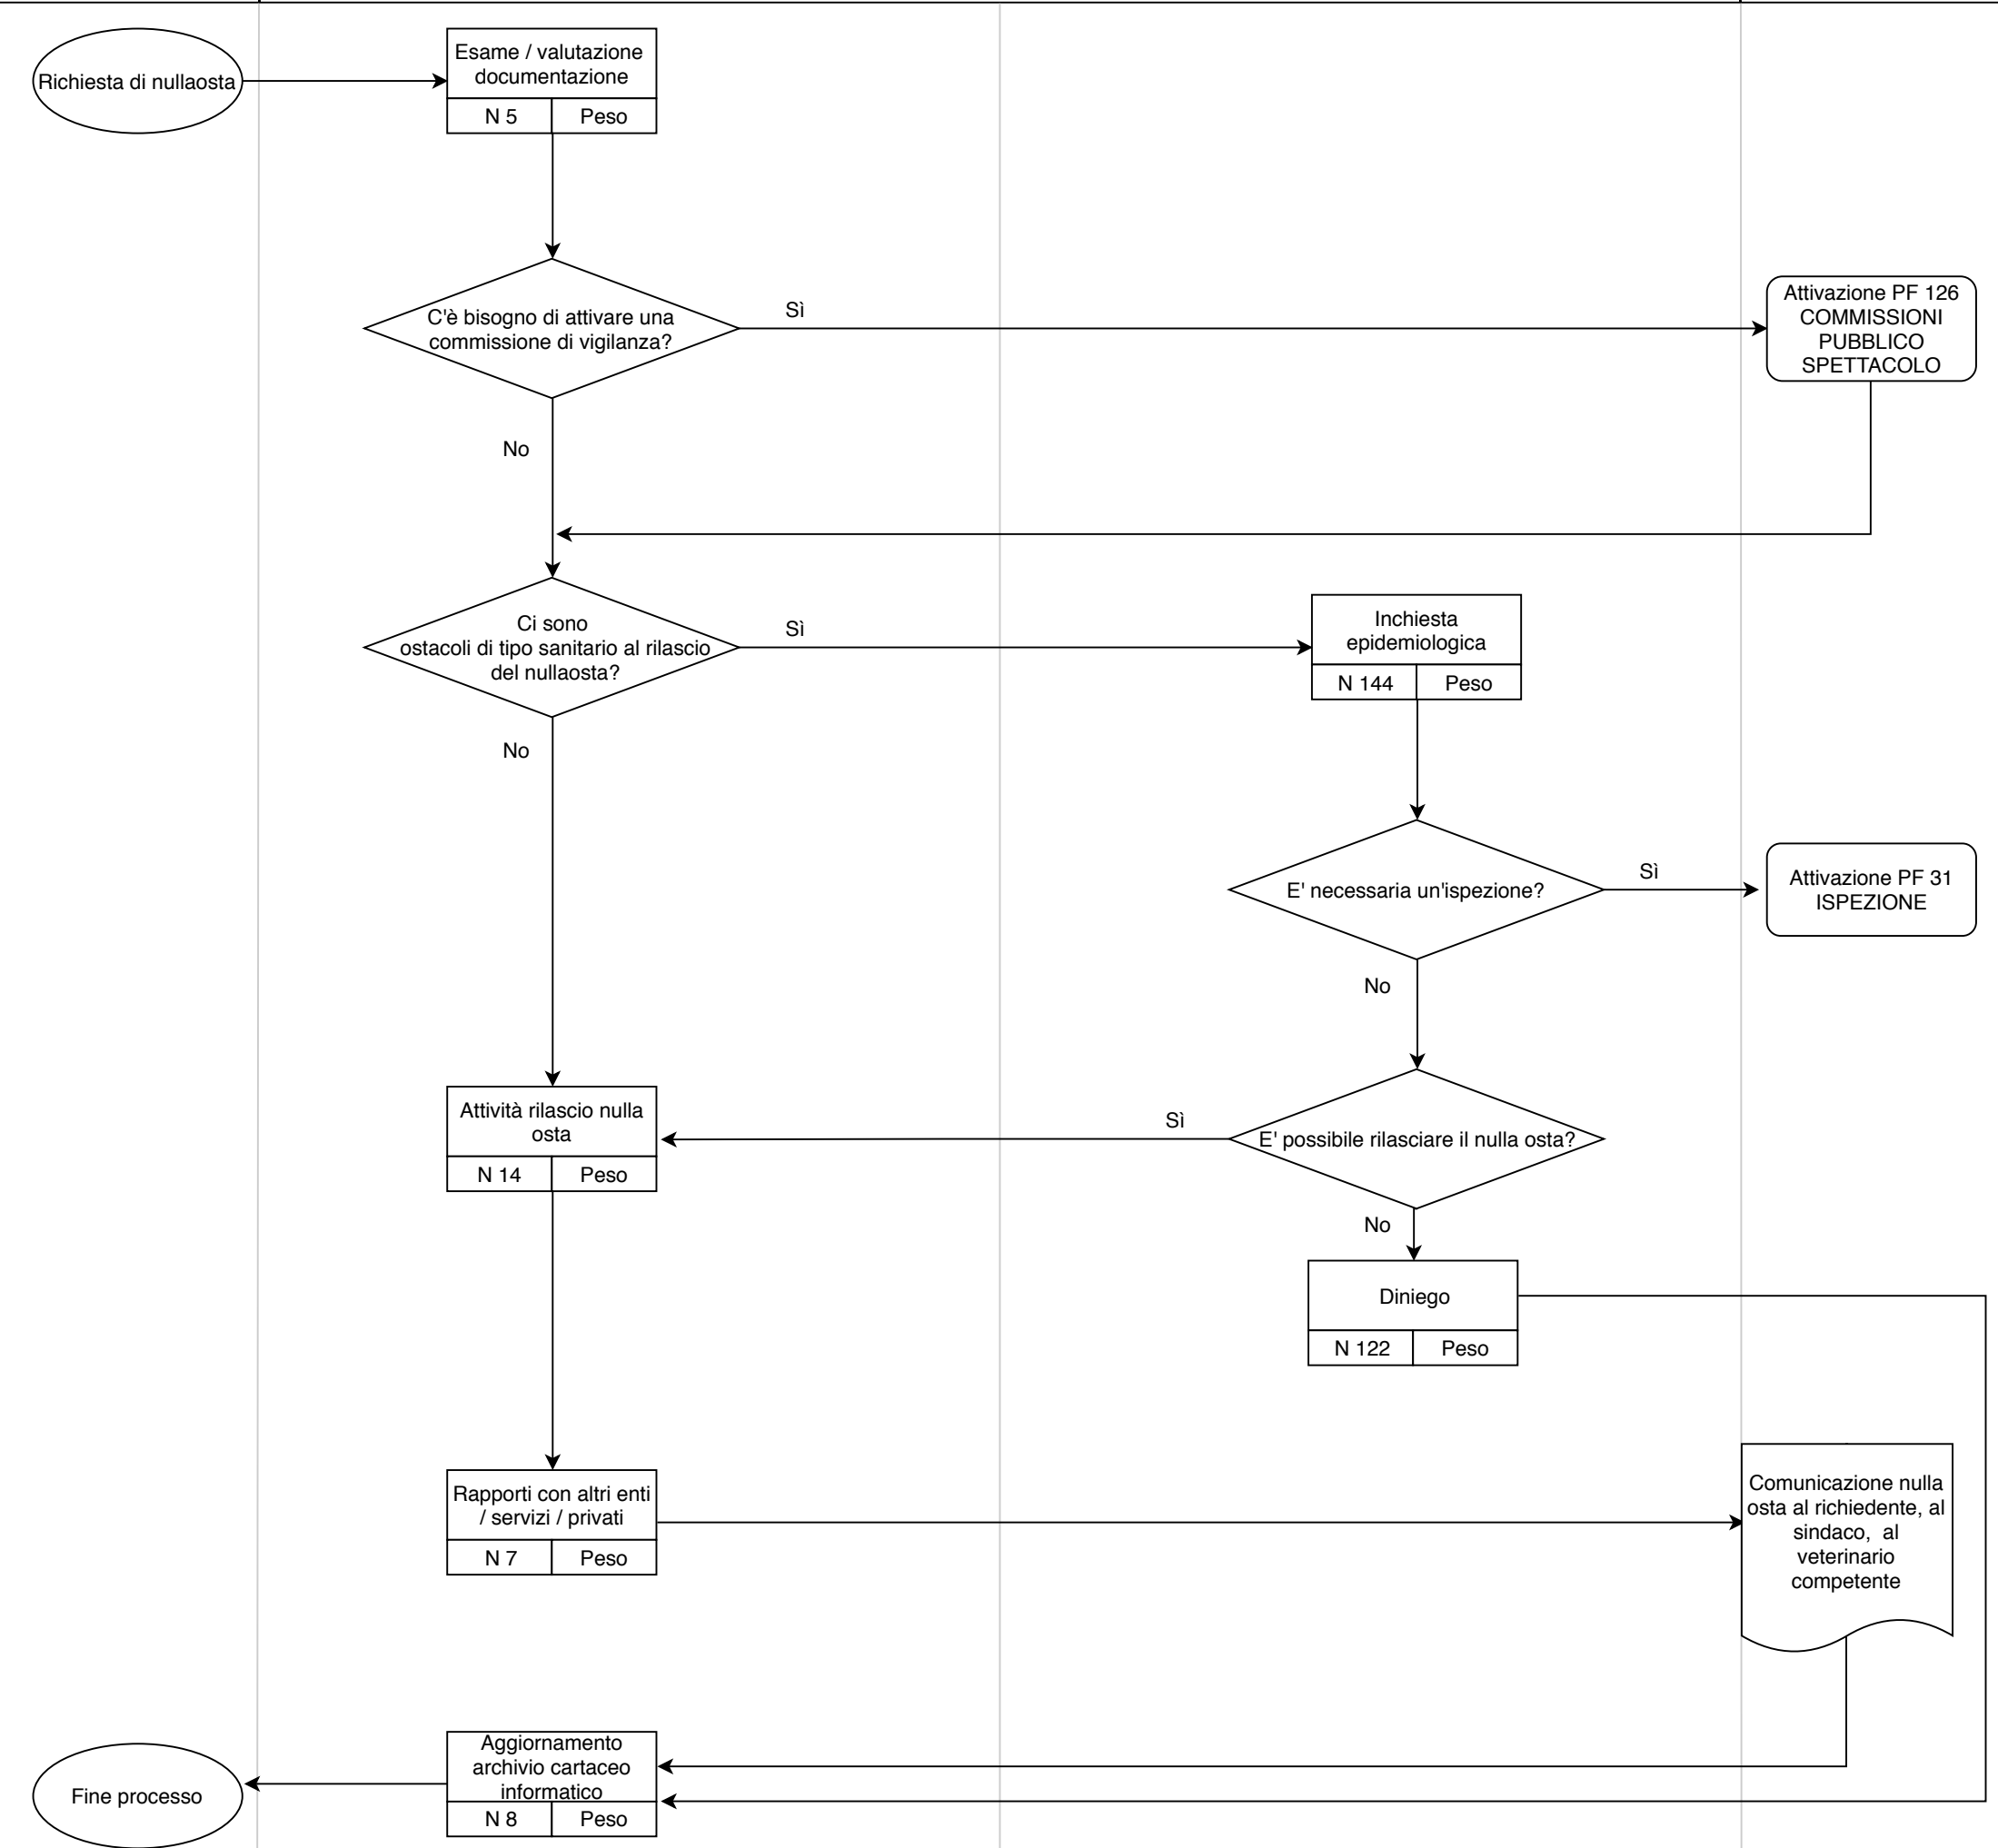 Richiesta di nullaosta
Esame / valutazione
documentazione
N 5
Peso
C'è bisogno di attivare una
commissione di vigilanza?
Sì
Attivazione PF 126
COMMISSIONI
PUBBLICO
SPETTACOLO
No
Ci sono
ostacoli di tipo sanitario al rilascio
del nullaosta?
Sì
Inchiesta
epidemiologica
N 144
Peso
No
E' necessaria un'ispezione?
Sì
Attivazione PF 31
ISPEZIONE
No
Attività rilascio nulla
osta
N 14
Peso
Sì
E' possibile rilasciare il nulla osta?
No
Diniego
N 122
Peso
Rapporti con altri enti
/ servizi / privati
N 7
Peso
Comunicazione nulla
osta al richiedente, al
sindaco, al
veterinario
competente
Aggiornamento
archivio cartaceo
informatico
N 8
Peso
Fine processo